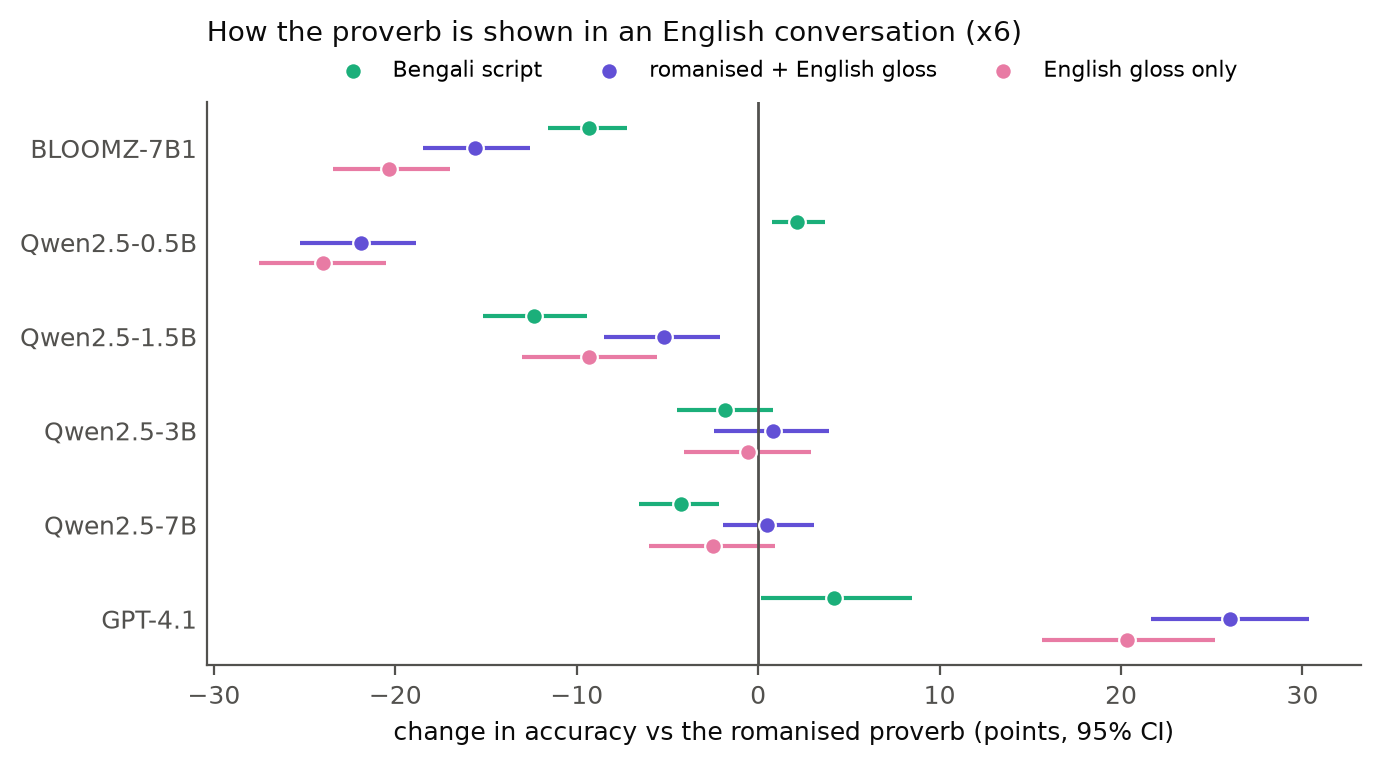 How the proverb is shown in an English conversation (x6)
Bengali script romanised + English gloss English gloss only
BLOOMZ-7B1
Qwen2.5-0.5B
Qwen2.5-1.5B
Qwen2.5-3B
Qwen2.5-7B
GPT-4.1
−30 −20 −10 0 10 20 30
change in accuracy vs the romanised proverb (points, 95% CI)